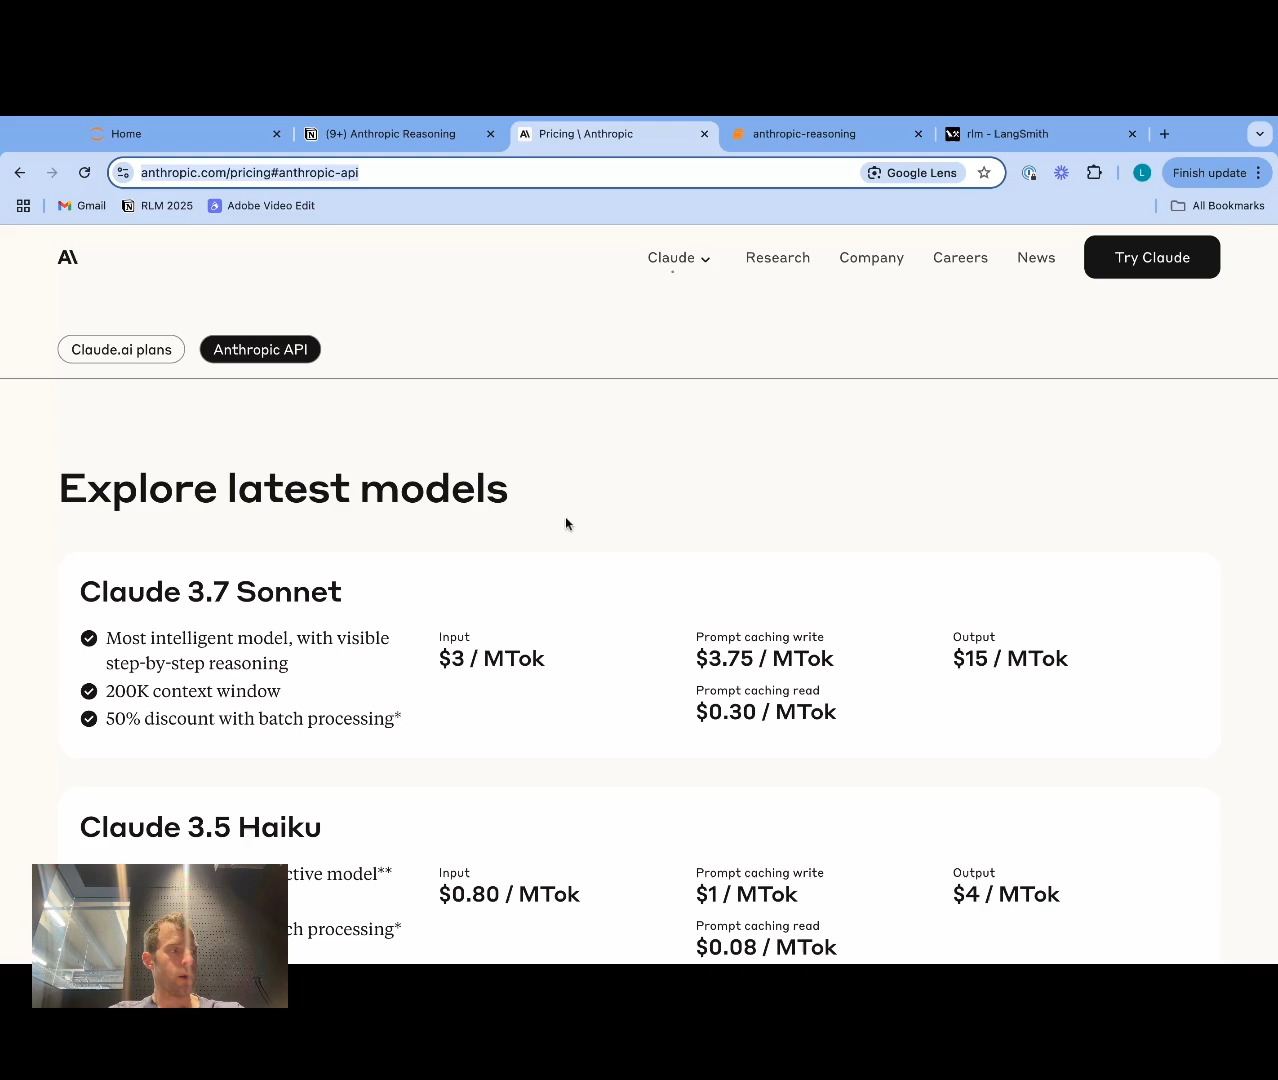 Home
(9+) Anthropic Reasoning
Pricing \ Anthropic
anthropic-reasoning
rlm - LangSmith
anthropic.com/pricing#anthropic-api
Google Lens
L
Finish update
Gmail
RLM 2025
Adobe Video Edit
All Bookmarks
A\
Claude
Research
Company
Careers
News
Try Claude
Claude.ai plans
Anthropic API
Explore latest models
Claude 3.7 Sonnet
Most intelligent model, with visible
step-by-step reasoning
200K context window
50% discount with batch processing*
Input
$3 / MTok
Prompt caching write
$3.75 / MTok
Prompt caching read
$0.30 / MTok
Output
$15 / MTok
Claude 3.5 Haiku
ctive model**
ch processing*
Input
$0.80 / MTok
Prompt caching write
$1 / MTok
Prompt caching read
$0.08 / MTok
Output
$4 / MTok